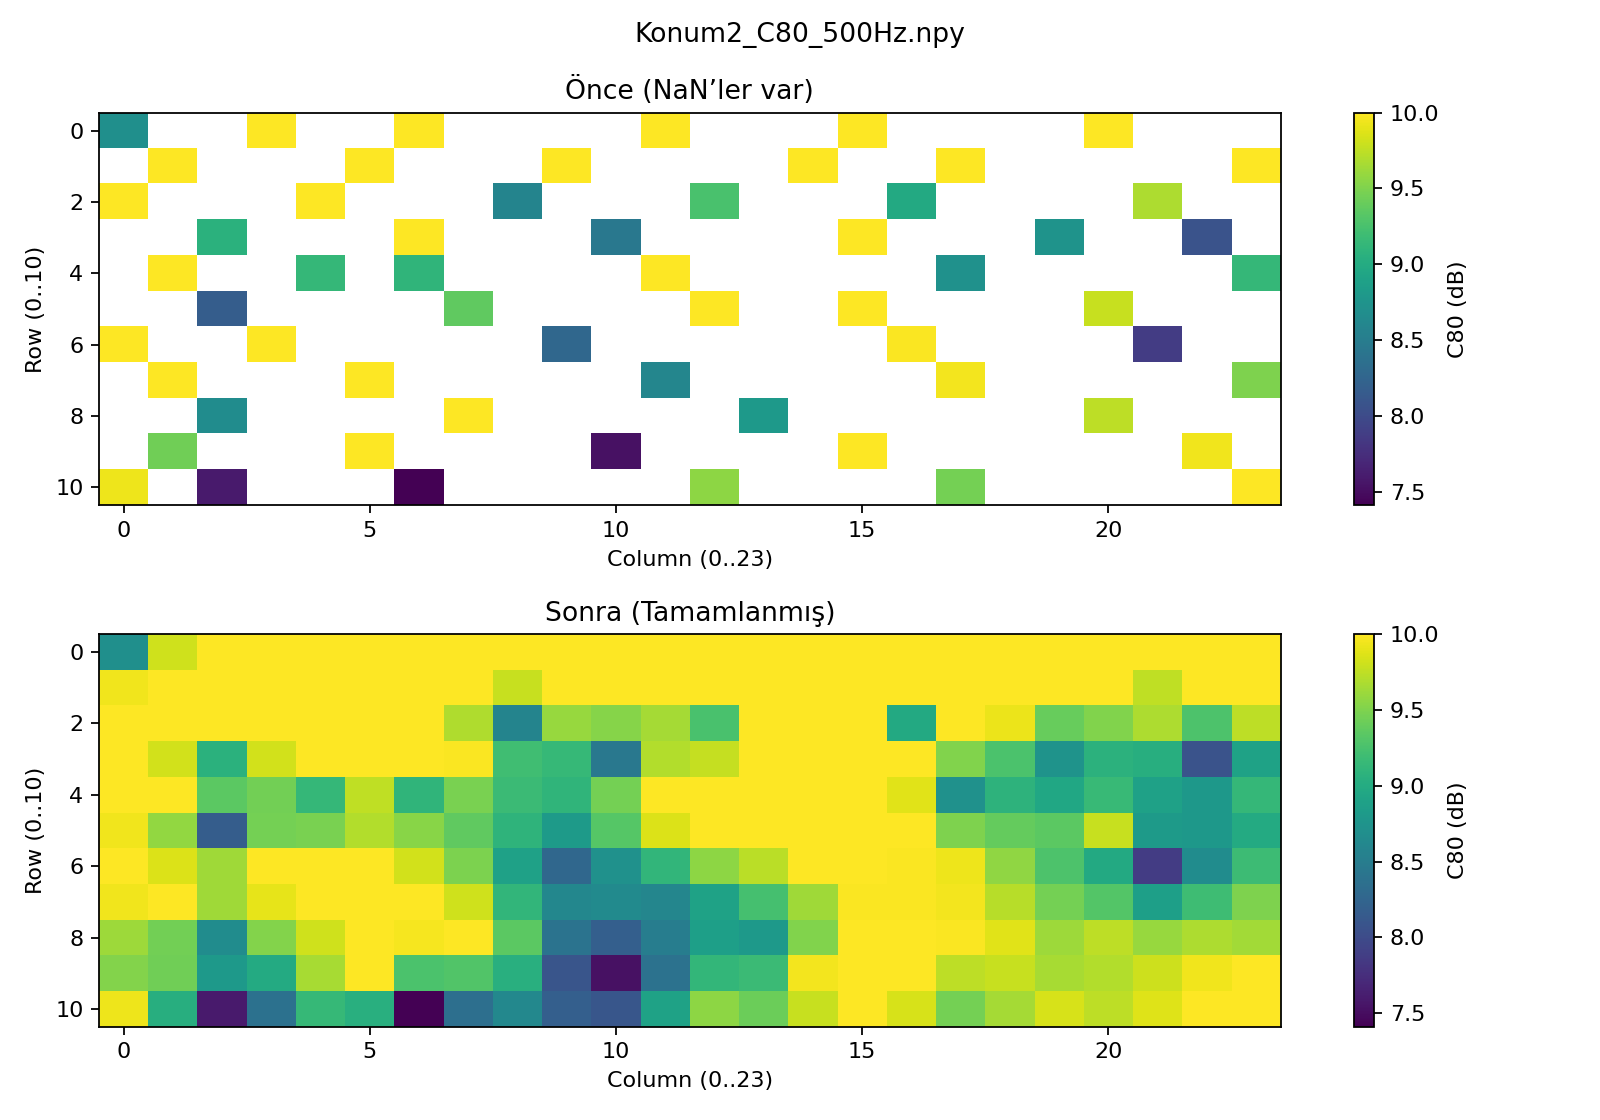 Konum2_C80_500Hz.npy
Önce (NaN’ler var)
0
2
4
6
8
10
Row (0..10)
0 5 10 15 20
Column (0..23)
10.0
9.5
9.0
8.5
8.0
7.5
C80 (dB)
Sonra (Tamamlanmış)
0
2
4
6
8
10
Row (0..10)
0 5 10 15 20
Column (0..23)
10.0
9.5
9.0
8.5
8.0
7.5
C80 (dB)